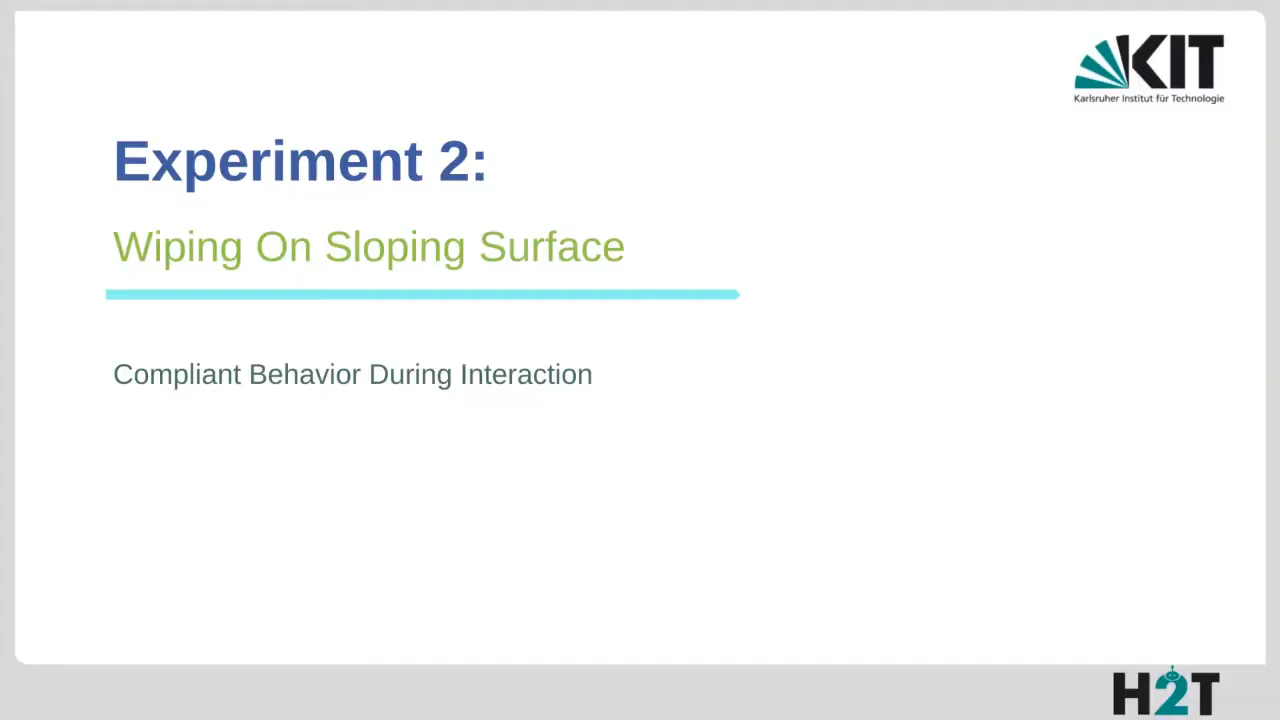 KIT
Karlsruher Institut für Technologie
Experiment 2:
Wiping On Sloping Surface
Compliant Behavior During Interaction
H2T